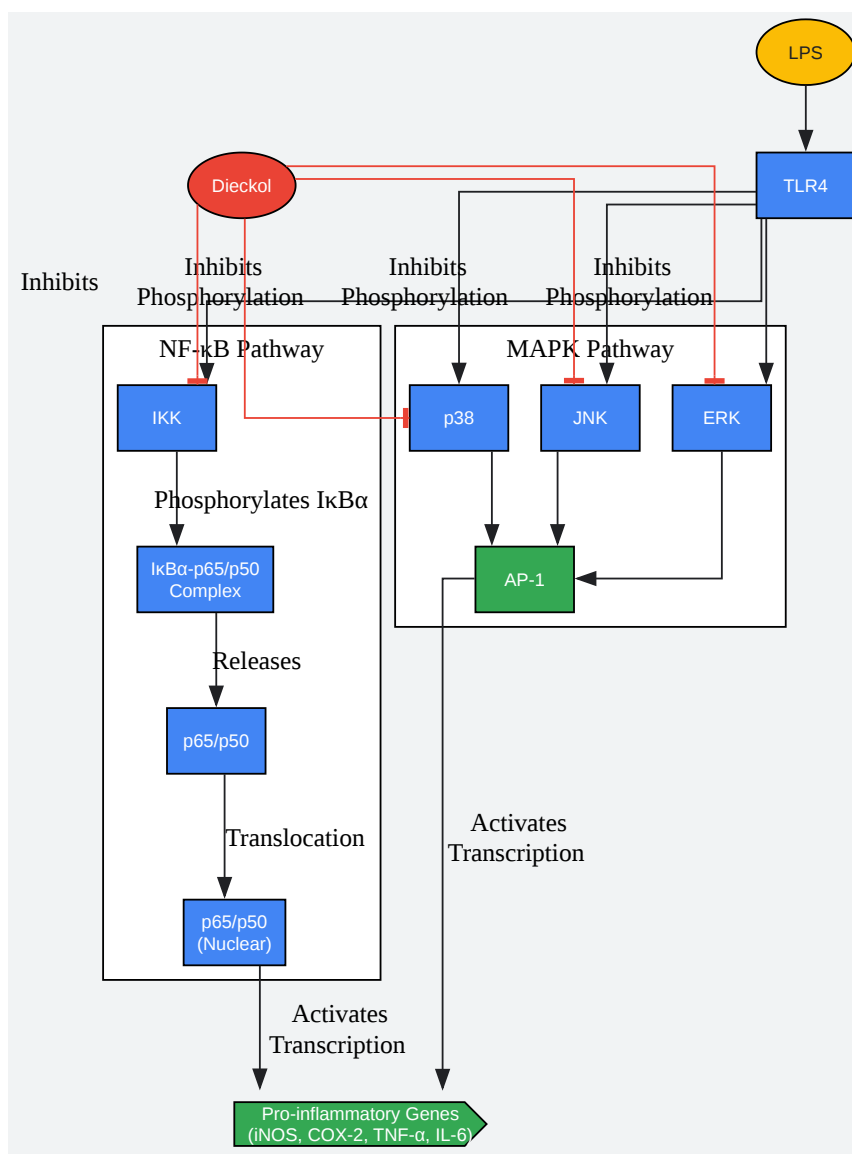 LPS
Dieckol
TLR4
Inhibits
Inhibits
Phosphorylation
Inhibits
Phosphorylation
Inhibits
Phosphorylation
NF-κB Pathway
MAPK Pathway
IKK
p38
JNK
ERK
Phosphorylates IκBα
IκBα-p65/p50
Complex
AP-1
Releases
p65/p50
Translocation
Activates
Transcription
p65/p50
(Nuclear)
Activates
Transcription
Pro-inflammatory Genes
(iNOS, COX-2, TNF-α, IL-6)